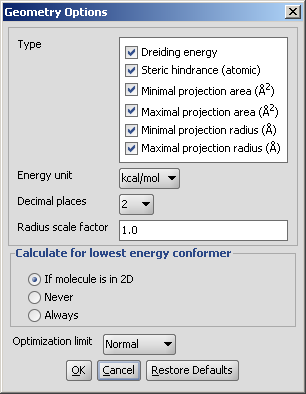 Geometry Options
Type
Dreiding energy
Steric hindrance (atomic)
Minimal projection area (Å²)
Maximal projection area (Å²)
Minimal projection radius (Å)
Maximal projection radius (Å)
Energy unit kcal/mol
Decimal places 2
Radius scale factor 1.0
Calculate for lowest energy conformer
If molecule is in 2D
Never
Always
Optimization limit Normal
OK Cancel Restore Defaults